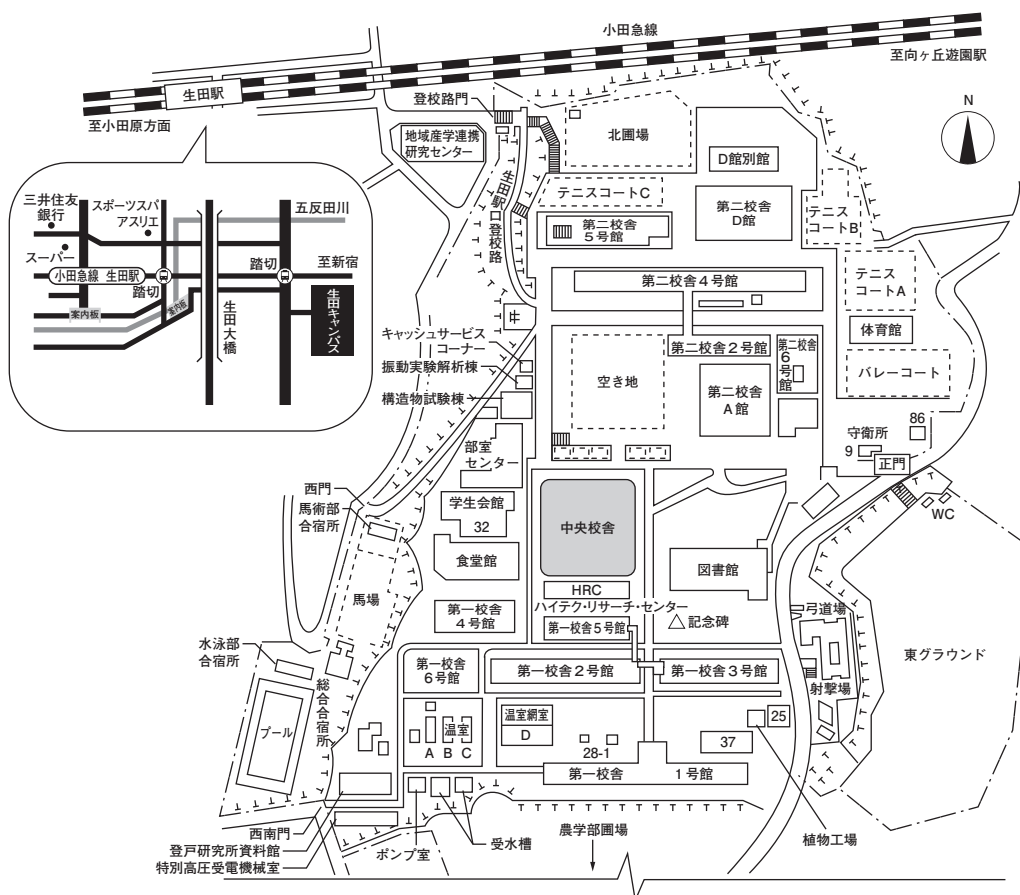 小田急線
至向ヶ丘遊園駅
生田駅
至小田原方面
登校路門
地域産学連携
研究センター
生田駅口登校路
北圃場
N
D館別館
テニスコートC
第二校舎
5号館
第二校舎
D館
テニス
コートB
三井住友
銀行
スポーツスパ
アスリエ
五反田川
スーパー
小田急線 生田駅
踏切
踏切
至新宿
案内板
案内板
生田大橋
生田キャンパス
第二校舎4号館
テニス
コートA
体育館
キャッシュサービス
コーナー
振動実験解析棟
構造物試験棟
空き地
第二校舎2号館
第二校舎
6号館
第二校舎
A館
バレーコート
部室
センター
86
守衛所
9
正門
WC
西門
馬術部
合宿所
学生会館
32
中央校舎
食堂館
図書館
馬場
HRC
ハイテク・リサーチ・センター
第一校舎
4号館
第一校舎5号館
記念碑
弓道場
東グラウンド
水泳部
合宿所
第一校舎
6号館
第一校舎2号館
第一校舎3号館
射撃場
総合合宿所
プール
温室
A B C
温室網室
D
28-1
25
37
第一校舎 1号館
西南門
登戸研究所資料館
特別高圧受電機械室
ポンプ室
受水槽
農学部圃場
植物工場